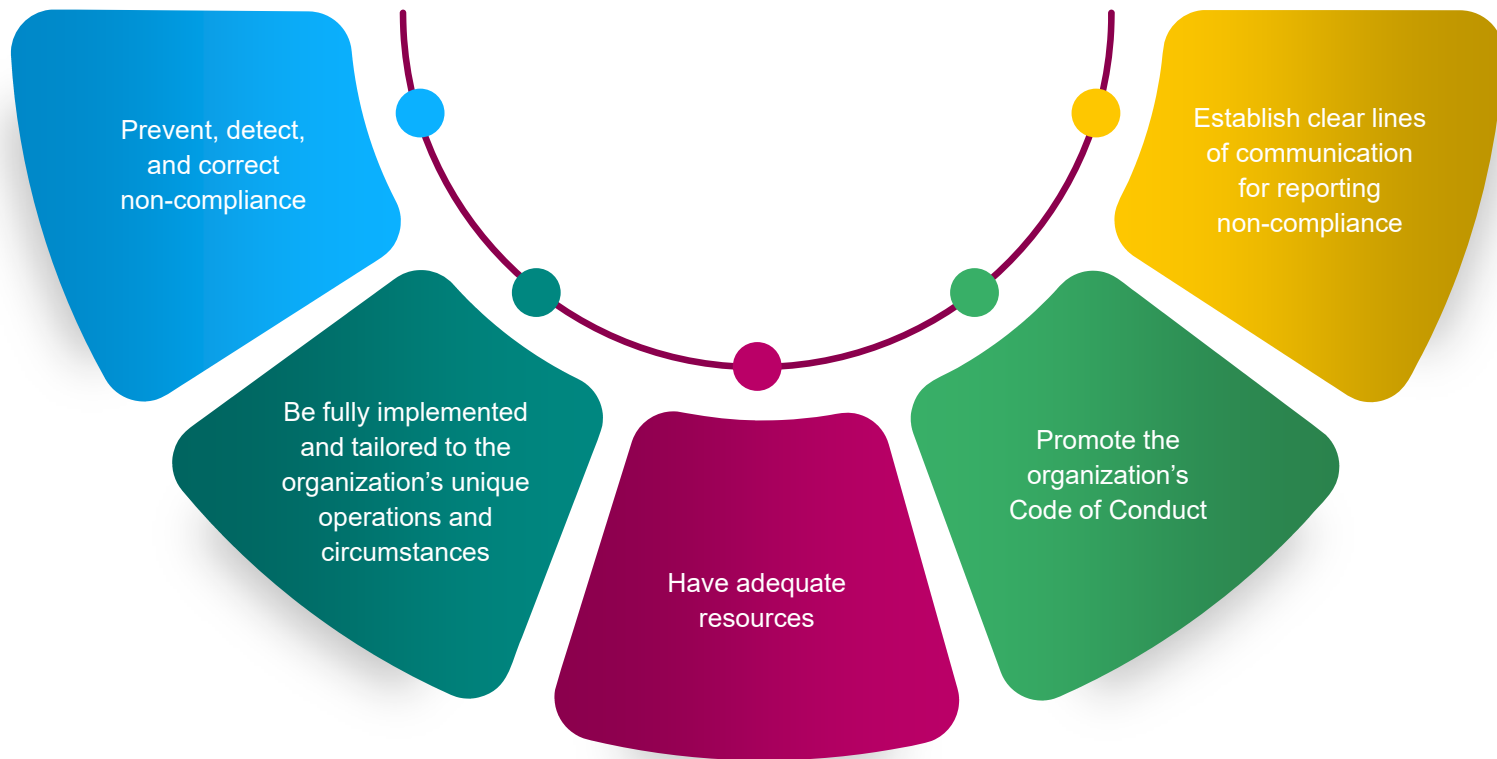 Prevent, detect,
and correct
non-compliance
Be fully implemented
and tailored to the
organization’s unique
operations and
circumstances
Have adequate
resources
Promote the
organization’s
Code of Conduct
Establish clear lines
of communication
for reporting
non-compliance